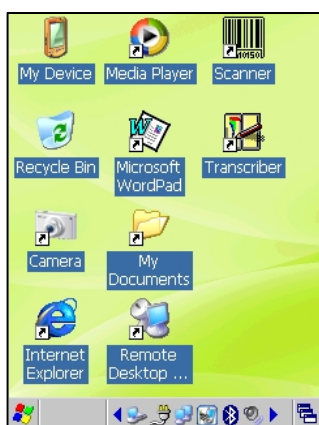 My Device
Media Player
Scanner
Recycle Bin
Microsoft
WordPad
Transcriber
Camera
My
Documents
Internet
Explorer
Remote
Desktop ...